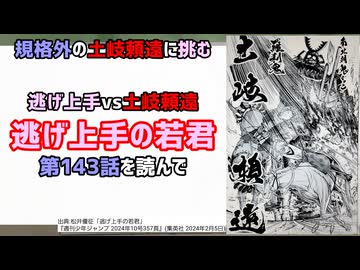 規格外の土岐頼遠に挑む
逃げ上手vs土岐頼遠
逃げ上手の若君
第143話を読んで
出典:松井優征「逃げ上手の若君」
『週刊少年ジャンプ 2024年10号357頁』(集英社 2024年2月5日)
羅刹鬼
土岐頼遠